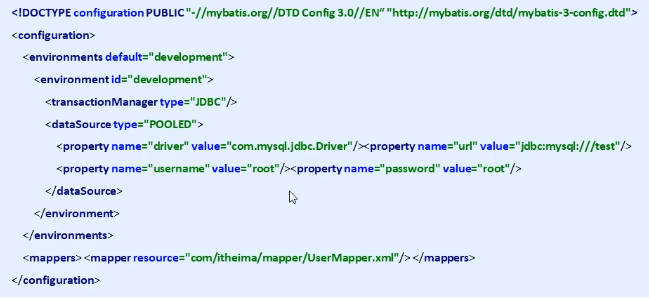 <!DOCTYPE configuration PUBLIC "-//mybatis.org//DTD Config 3.0//EN“ "http://mybatis.org/dtd/mybatis-3-config.dtd">
<configuration>
<environments default="development">
<environment id="development">
<transactionManager type="JDBC"/>
<dataSource type="POOLED">
<property name="driver" value="com.mysql.jdbc.Driver"/><property name="url" value="jdbc:mysql:///test"/>
<property name="username" value="root"/><property name="password" value="root"/>
</dataSource>
</environment>
</environments>
<mappers><mapper resource="com/itheima/mapper/UserMapper.xml"/></mappers>
</configuration>